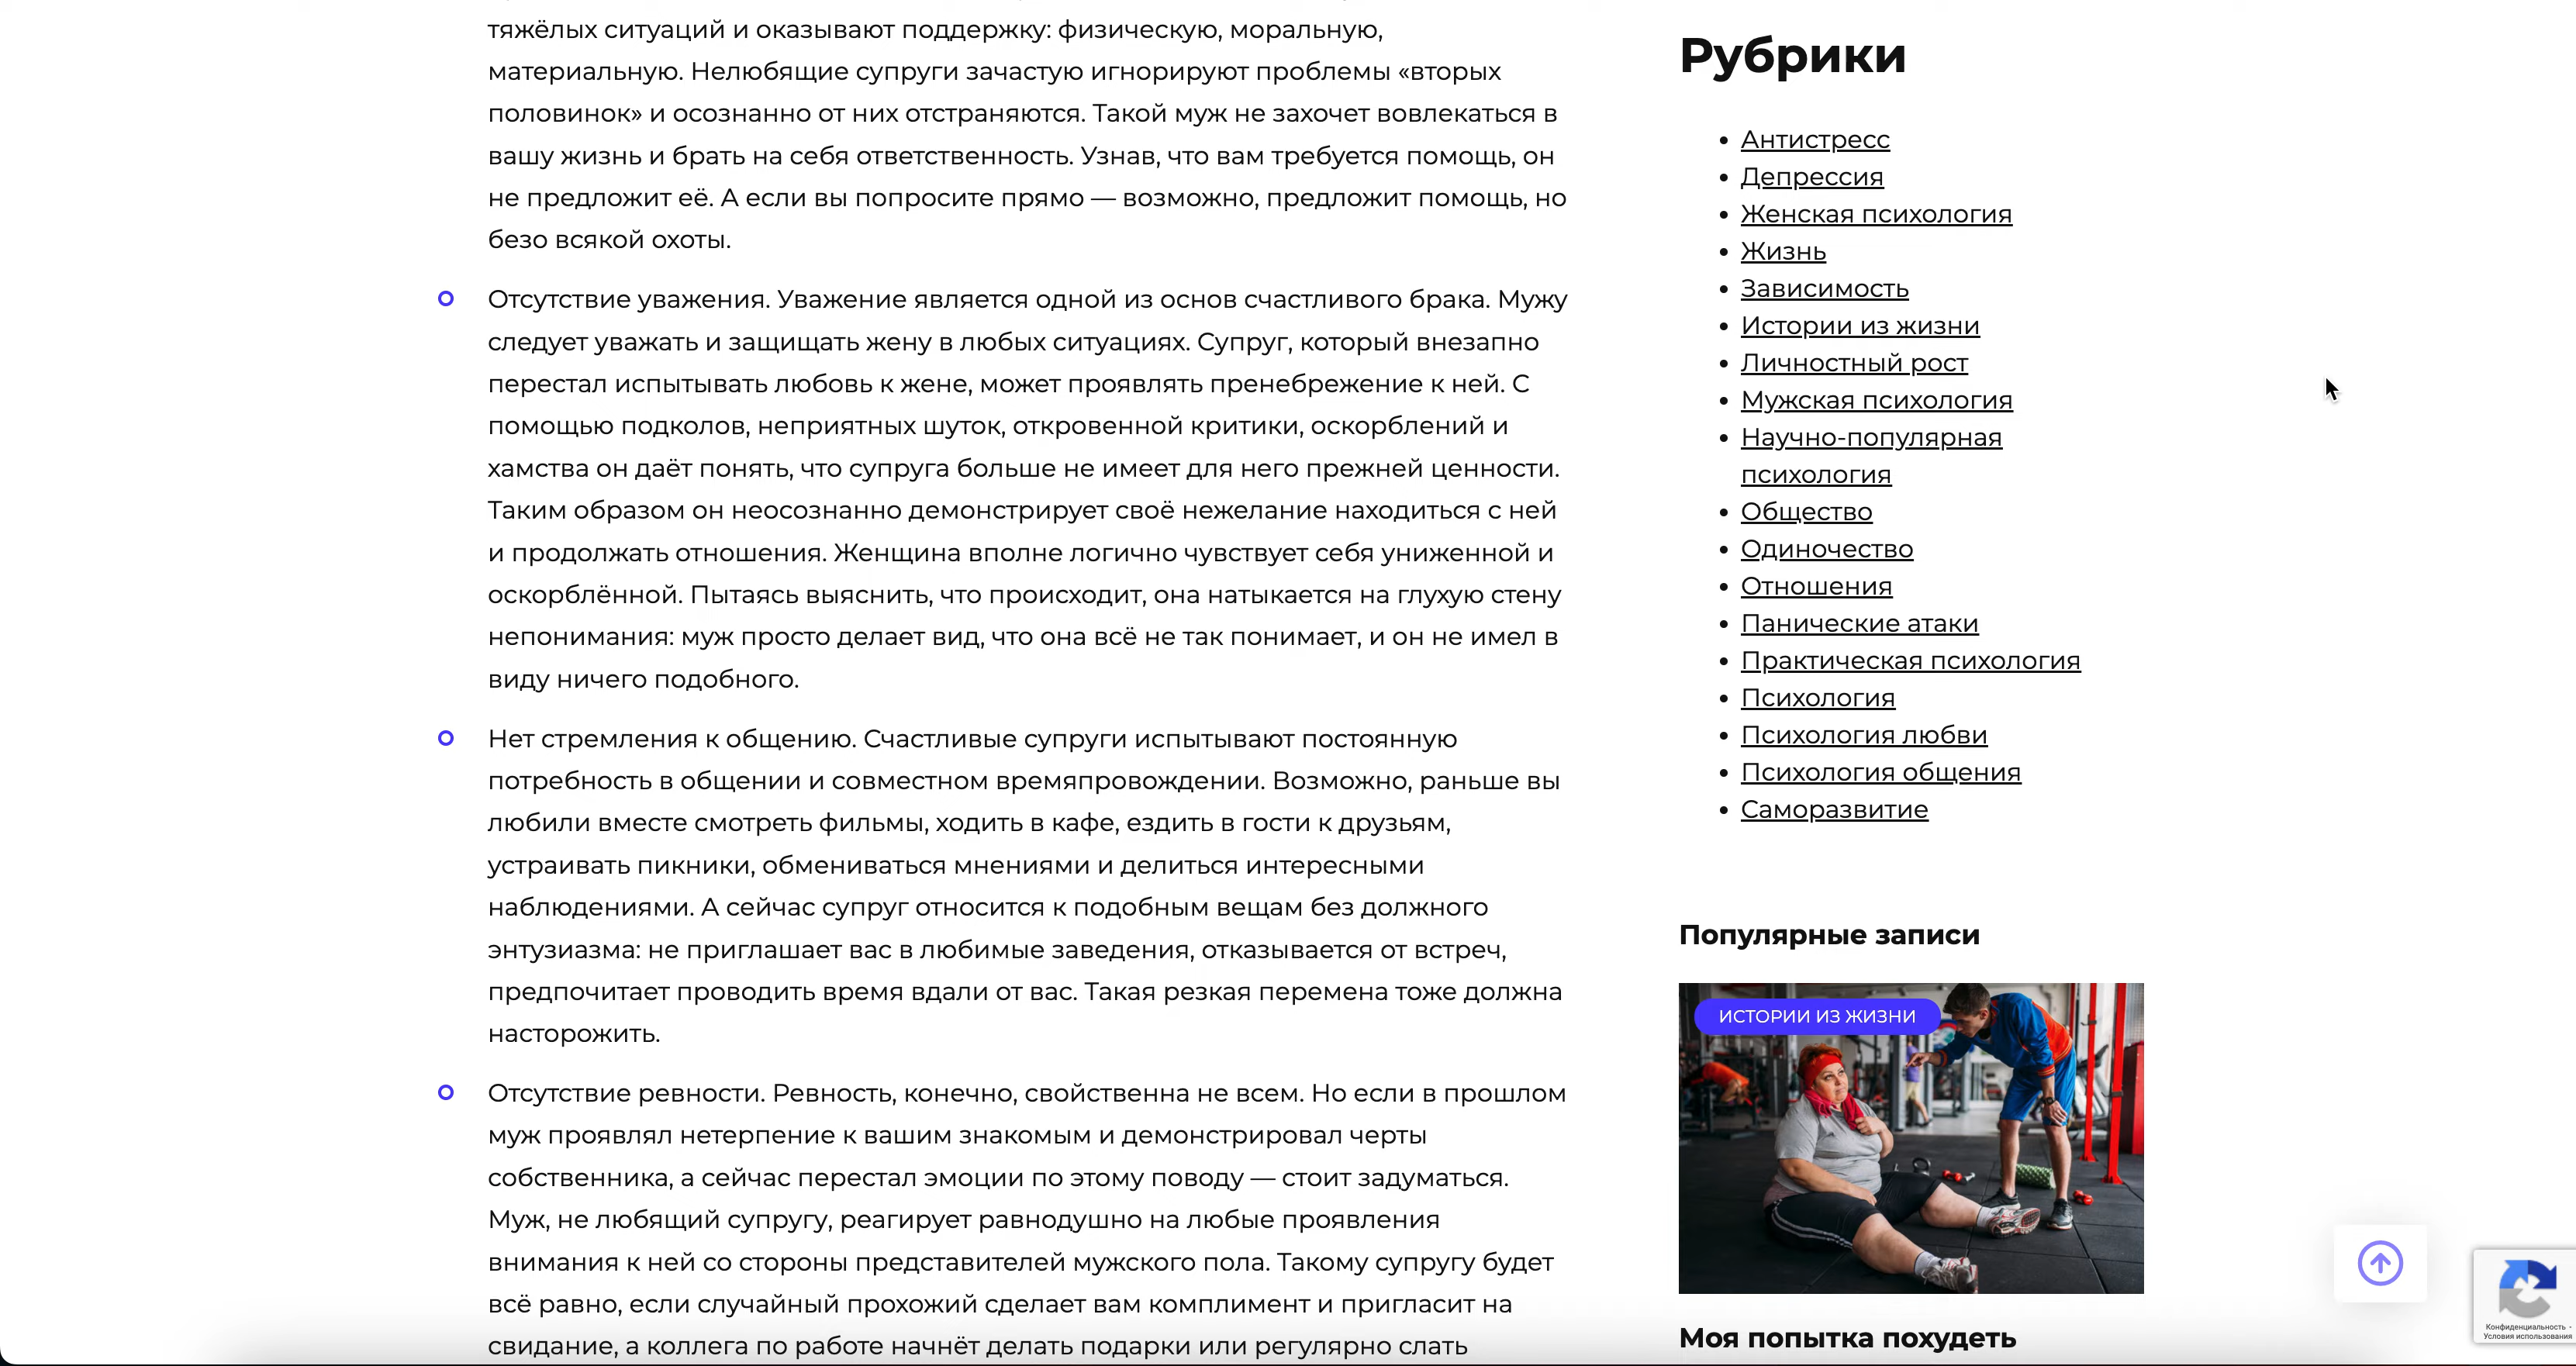 тяжёлых ситуаций и оказывают поддержку: физическую, моральную,
материальную. Нелюбящие супруги зачастую игнорируют проблемы «вторых
половинок» и осознанно от них отстраняются. Такой муж не захочет вовлекаться в
вашу жизнь и брать на себя ответственность. Узнав, что вам требуется помощь, он
не предложит её. А если вы попросите прямо — возможно, предложит помощь, но
безо всякой охоты.
Отсутствие уважения. Уважение является одной из основ счастливого брака. Мужу
следует уважать и защищать жену в любых ситуациях. Супруг, который внезапно
перестал испытывать любовь к жене, может проявлять пренебрежение к ней. С
помощью подколов, неприятных шуток, откровенной критики, оскорблений и
хамства он даёт понять, что супруга больше не имеет для него прежней ценности.
Таким образом он неосознанно демонстрирует своё нежелание находиться с ней
и продолжать отношения. Женщина вполне логично чувствует себя униженной и
оскорблённой. Пытаясь выяснить, что происходит, она натыкается на глухую стену
непонимания: муж просто делает вид, что она всё не так понимает, и он не имел в
виду ничего подобного.
Нет стремления к общению. Счастливые супруги испытывают постоянную
потребность в общении и совместном времяпровождении. Возможно, раньше вы
любили вместе смотреть фильмы, ходить в кафе, ездить в гости к друзьям,
устраивать пикники, обмениваться мнениями и делиться интересными
наблюдениями. А сейчас супруг относится к подобным вещам без должного
энтузиазма: не приглашает вас в любимые заведения, отказывается от встреч,
предпочитает проводить время вдали от вас. Такая резкая перемена тоже должна
насторожить.
Отсутствие ревности. Ревность, конечно, свойственна не всем. Но если в прошлом
муж проявлял нетерпение к вашим знакомым и демонстрировал черты
собственника, а сейчас перестал эмоции по этому поводу — стоит задуматься.
Муж, не любящий супругу, реагирует равнодушно на любые проявления
внимания к ней со стороны представителей мужского пола. Такому супругу будет
всё равно, если случайный прохожий сделает вам комплимент и пригласит на
свидание, а коллега по работе начнёт делать подарки или регулярно слать
Рубрики
Антистресс
Депрессия
Женская психология
Жизнь
Зависимость
Истории из жизни
Личностный рост
Мужская психология
Научно-популярная
психология
Общество
Одиночество
Отношения
Панические атаки
Практическая психология
Психология
Психология любви
Психология общения
Саморазвитие
Популярные записи
ИСТОРИИ ИЗ ЖИЗНИ
Моя попытка похудеть
Конфиденциальность -
Условия использования